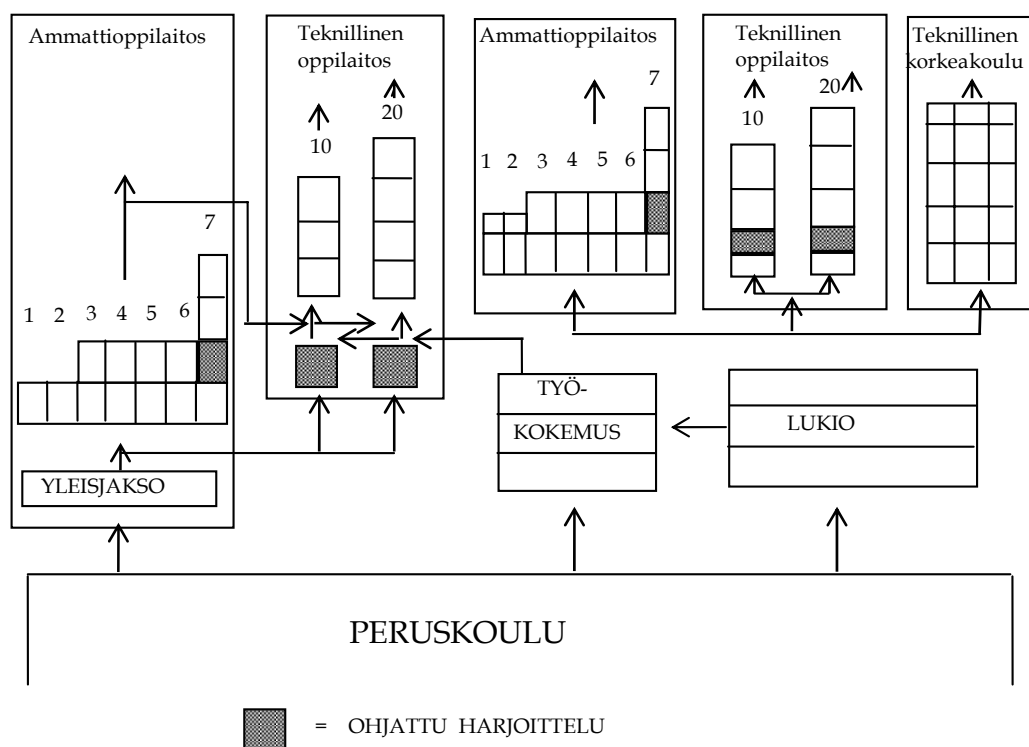 Ammattioppilaitos
7
1 2 3 4 5 6
YLEISJAKSO
Teknillinen
oppilaitos
20
10
Ammattioppilaitos
7
1 2 3 4 5 6
Teknillinen
oppilaitos
20
10
Teknillinen
korkeakoulu
TYÖ-
KOKEMUS
LUKIO
PERUSKOULU
= OHJATTU HARJOITTELU